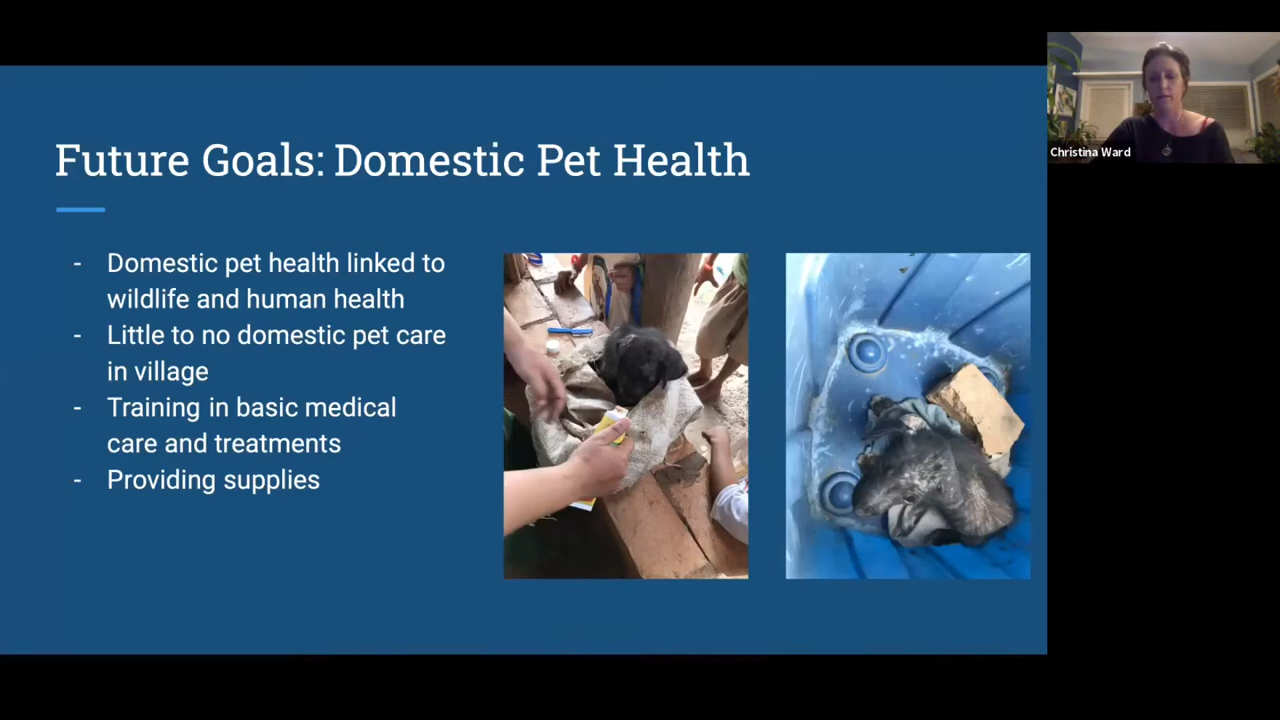 Future Goals: Domestic Pet Health
- Domestic pet health linked to
wildlife and human health
- Little to no domestic pet care
in village
- Training in basic medical
care and treatments
- Providing supplies
Christina Ward